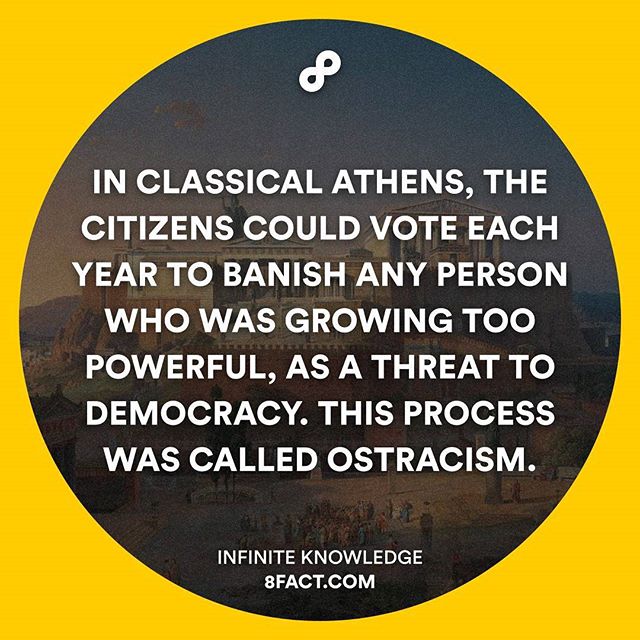 IN CLASSICAL ATHENS, THE
CITIZENS COULD VOTE EACH
YEAR TO BANISH ANY PERSON
WHO WAS GROWING TOO
POWERFUL, AS A THREAT TO
DEMOCRACY. THIS PROCESS
WAS CALLED OSTRACISM.
INFINITE KNOWLEDGE
8FACT.COM